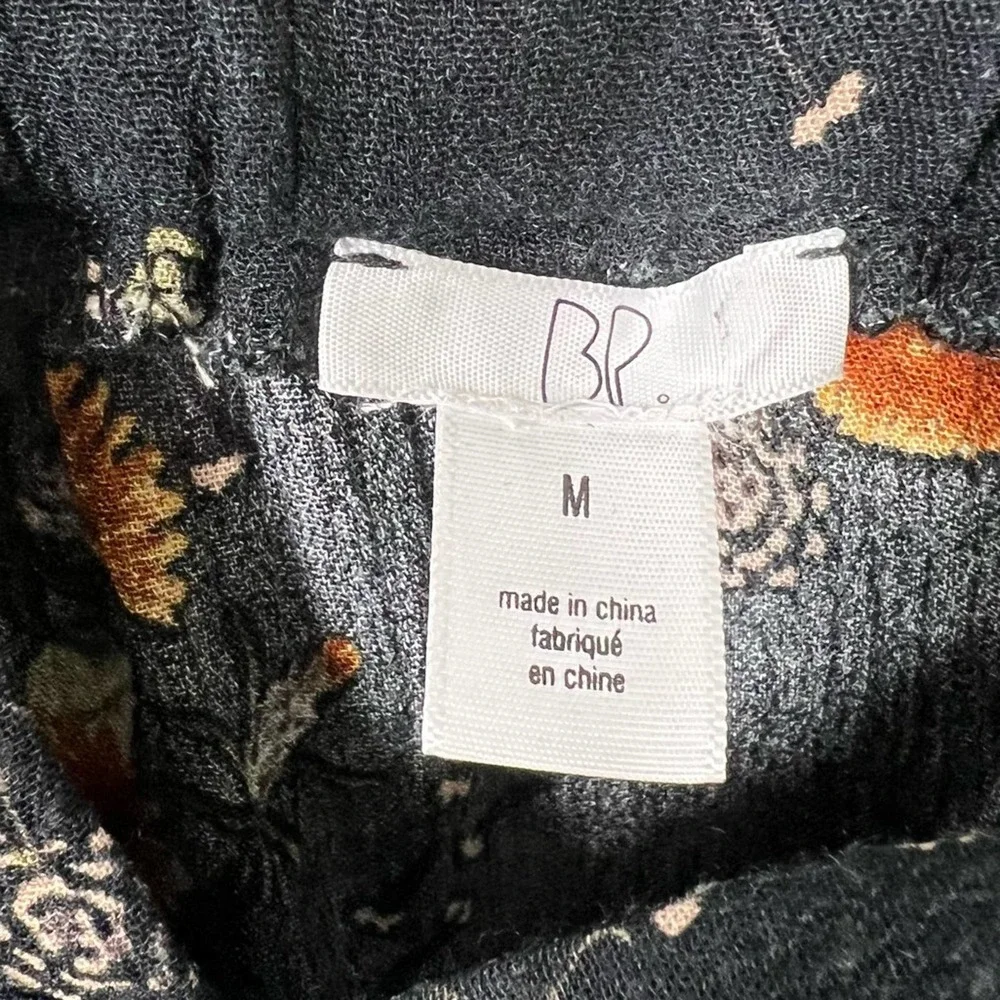 BP.
M
made in china
fabriqué
en chine